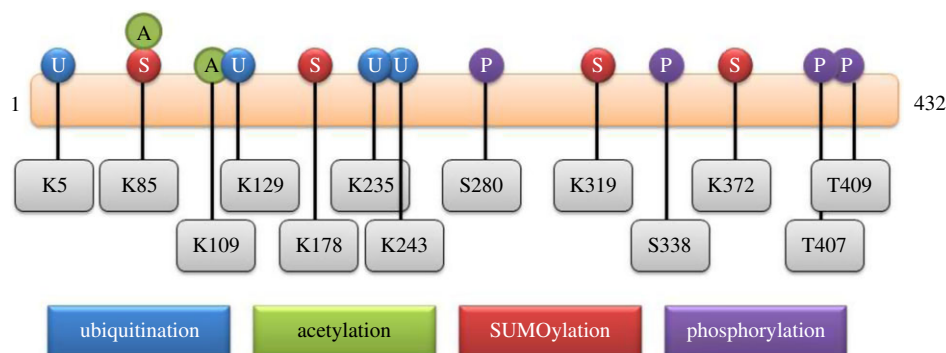 A
U S A U S U U P S P S P P
1 432
K5 K85 K129 K235 S280 K319 K372 T409
K109 K178 K243 S338 T407
ubiquitination acetylation SUMOylation phosphorylation